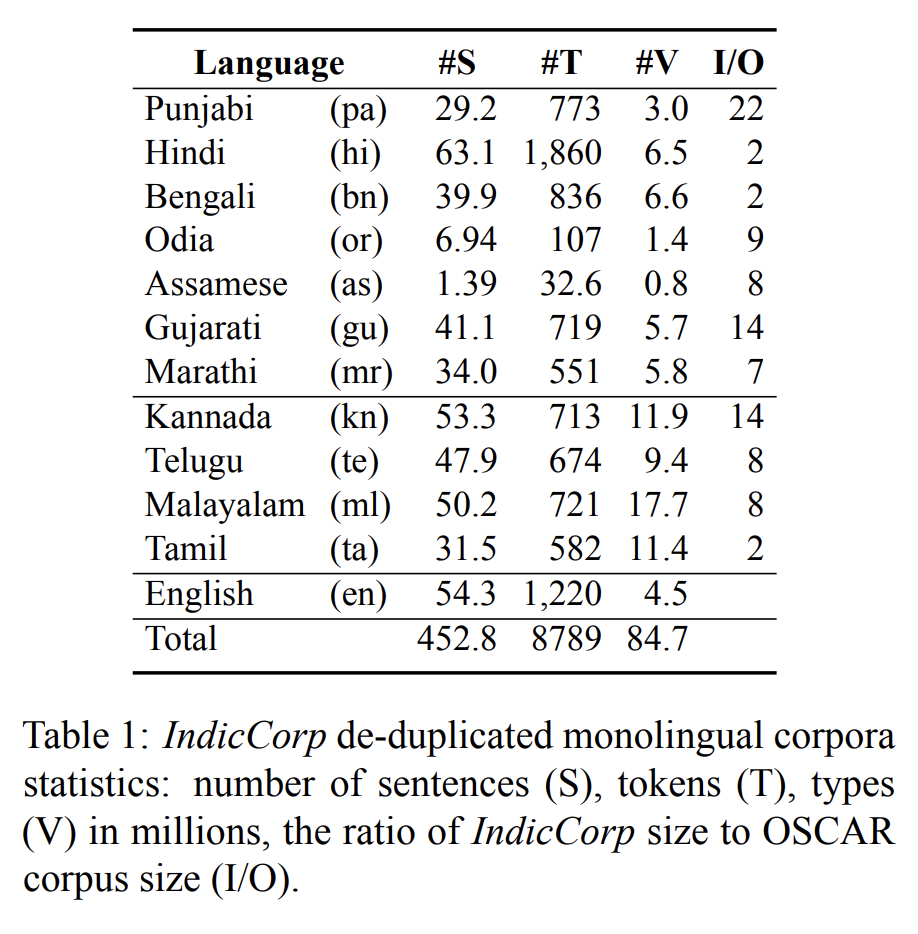 Language #S #T #V I/O
Punjabi (pa) 29.2 773 3.0 22
Hindi (hi) 63.1 1,860 6.5 2
Bengali (bn) 39.9 836 6.6 2
Odia (or) 6.94 107 1.4 9
Assamese (as) 1.39 32.6 0.8 8
Gujarati (gu) 41.1 719 5.7 14
Marathi (mr) 34.0 551 5.8 7
Kannada (kn) 53.3 713 11.9 14
Telugu (te) 47.9 674 9.4 8
Malayalam (ml) 50.2 721 17.7 8
Tamil (ta) 31.5 582 11.4 2
English (en) 54.3 1,220 4.5
Total 452.8 8789 84.7
Table 1: IndicCorp de-duplicated monolingual corpora
statistics: number of sentences (S), tokens (T), types
(V) in millions, the ratio of IndicCorp size to OSCAR
corpus size (I/O).